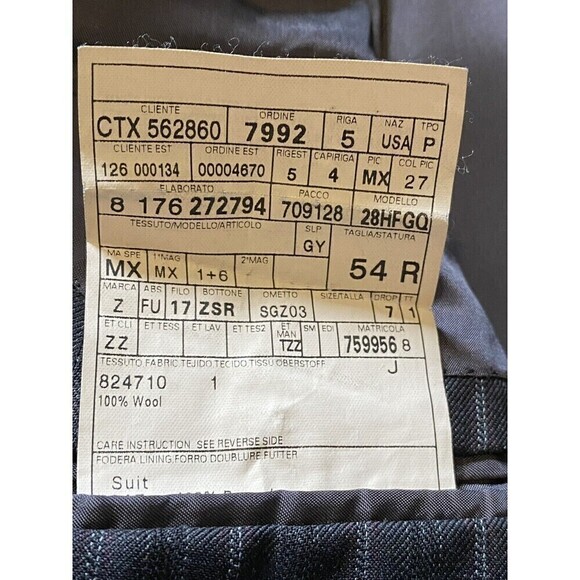 CLIENTE ORDINE RIGA NAZ TPO
CTX 562860 7992 5 USA P
CLIENTE EST ORDINE EST RIGEST CAPIRIGA PIC COL PIC
126 000134 00004670 5 4 MX 27
ELABORATO PACCO MODELLO
8 176 272794 709128 28HFGQ
TESSUTO/MODELLO/ARTICOLO SLP TAGLIA/STATURA
GY 54 R
MA SPE 1°MAG 2°MAG
MX MX 1+6
MARCA ABS FILO BOTTONE OMETTO SIZE/TALLA DROP FT
Z FU 17 ZSR SGZ03 7 1
ET CLI ET TESS ET LAV ET TES2 ET MAN SM EDI MATRICOLA
ZZ TZZ 759956 8
TESSUTO FABRIC.TEJIDO TECIDO.TISSU.OBERSTOFF J
824710 1
100% Wool
CARE INSTRUCTION SEE REVERSE SIDE
FODERA LINING.FORRO.DOUBLURE FUTTER
Suit